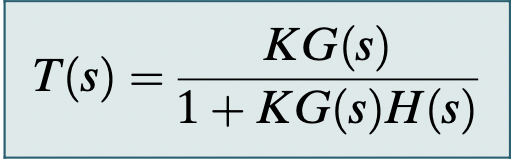 T(s) = KG(s) / 1 + KG(s)H(s)